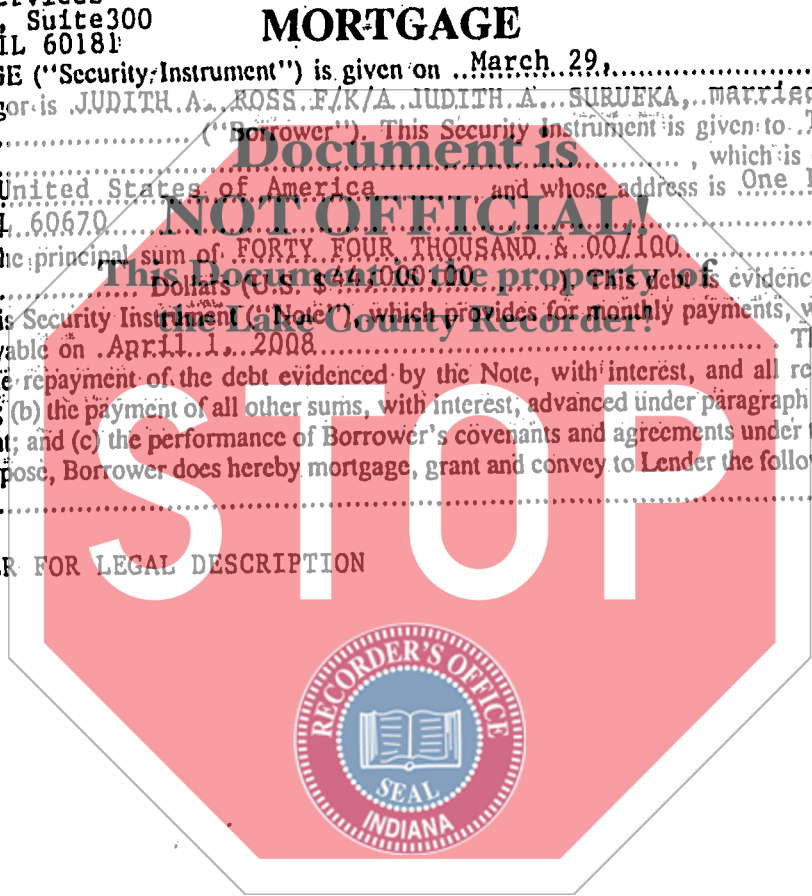 , Suite300
IL 60181
MORTGAGE
GE ("Security Instrument") is given on March 29,
gor is JUDITH A. ROSS F/K/A JUDITH A. SURUFKA, married
("Borrower"). This Security Instrument is given to
Document is
, which is
United States of America and whose address is One
NOT OFFICIAL!
L 60670
he principal sum of FORTY FOUR THOUSAND & 00/100
This Document is the property of
Dollars (U.S. $44,000.00 ). This debt is evidence
the Lake County Recorder!
is Security Instrument ("Note"), which provides for monthly payments, w
yable on April 1, 2008
e repayment of the debt evidenced by the Note, with interest, and all re
(b) the payment of all other sums, with interest, advanced under paragraph
nt; and (c) the performance of Borrower's covenants and agreements under
pose, Borrower does hereby mortgage, grant and convey to Lender the follo
STOP
R FOR LEGAL DESCRIPTION
RECORDER'S OFFICE
SEAL
INDIANA